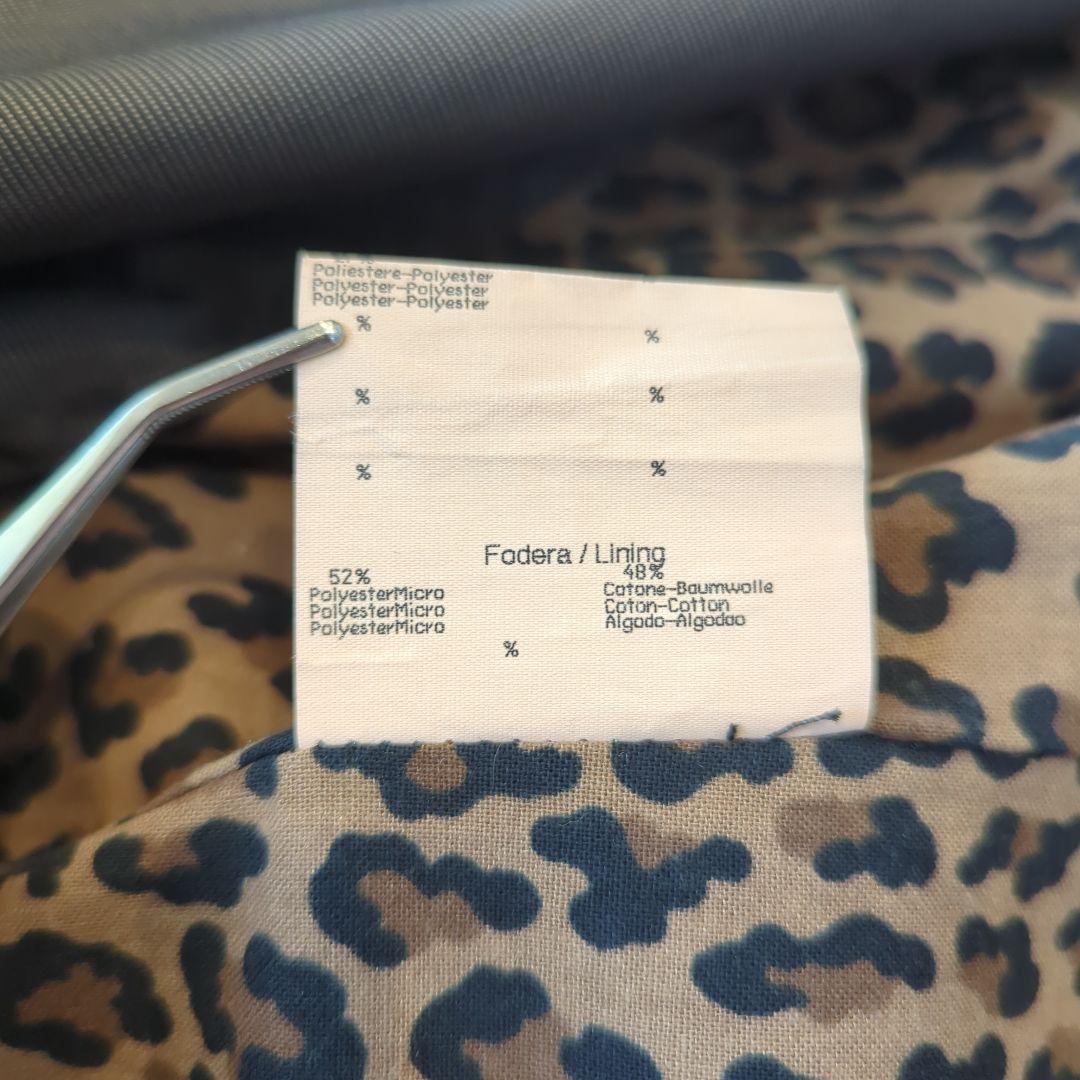 Poliestere-Polyester
Polyester-Polyester
Polyester-Polyester
% %
% %
% %
Fodera / Lining
52% 48%
PolyesterMicro Cotone-Baumwolle
PolyesterMicro Coton-Cotton
PolyesterMicro Algodo-Algodao
%